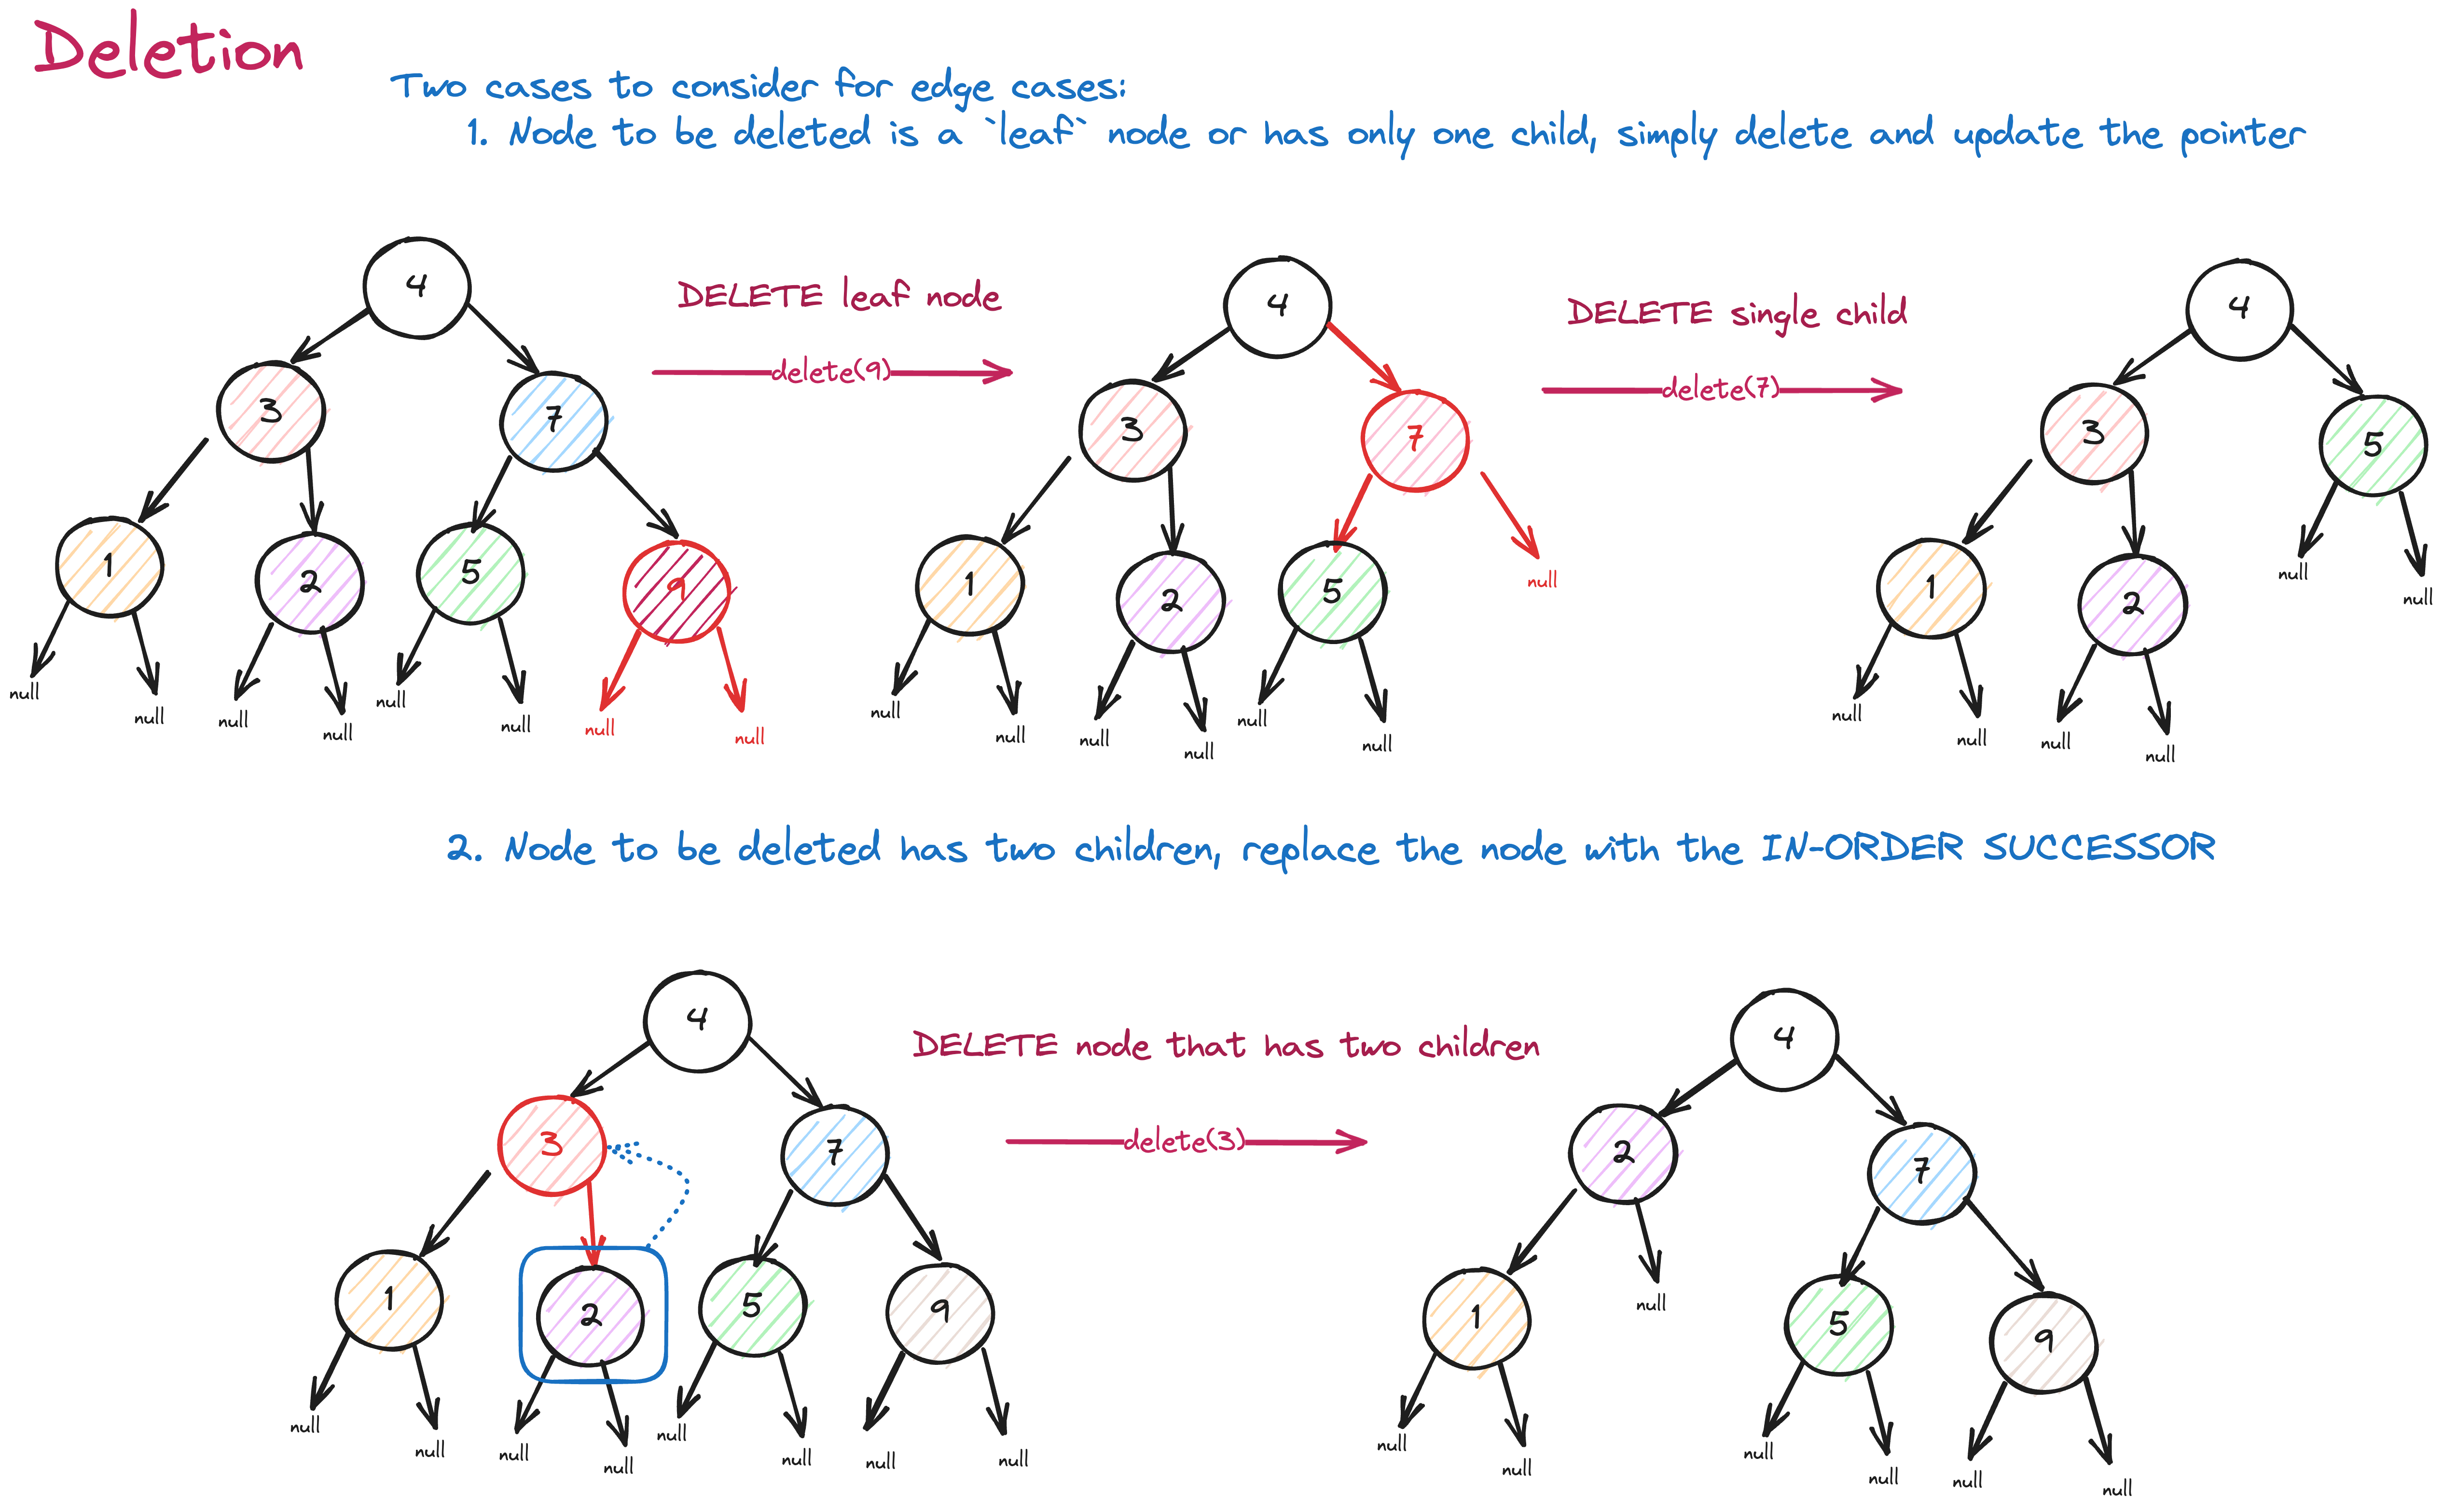 Deletion
Two cases to consider for edge cases:
1. Node to be deleted is a `leaf` node or has only one child, simply delete and update the pointer
4
3
7
1
2
5
9
null
null
null
null
null
null
null
null
DELETE leaf node
delete(9)
4
3
7
1
2
5
null
null
null
null
null
null
null
DELETE single child
delete(7)
4
3
5
1
2
null
null
null
null
null
null
2. Node to be deleted has two children, replace the node with the IN-ORDER SUCCESSOR
4
3
7
1
2
5
9
null
null
null
null
null
null
null
null
DELETE node that has two children
delete(3)
4
2
7
1
null
5
9
null
null
null
null
null
null